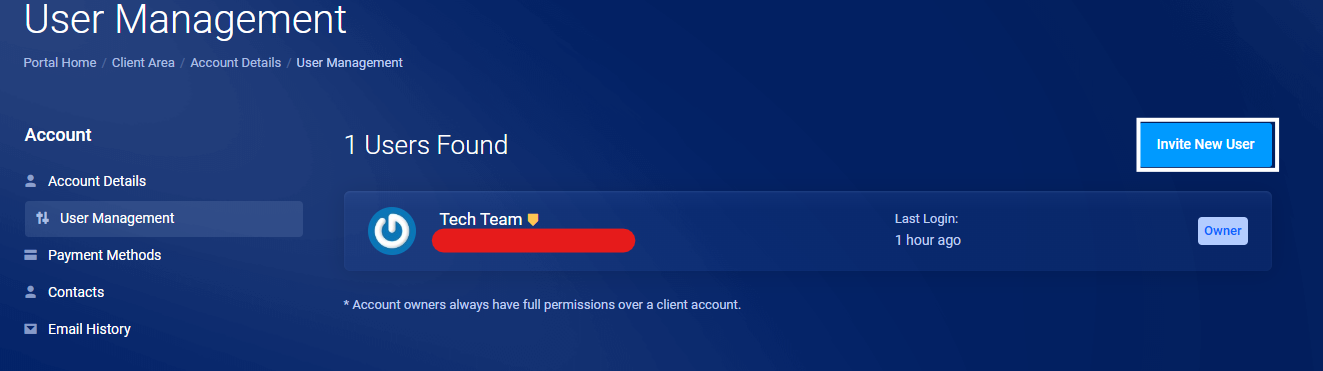 User Management
Portal Home / Client Area / Account Details / User Management
Account
Account Details
User Management
Payment Methods
Contacts
Email History
1 Users Found
Invite New User
Tech Team
Last Login:
1 hour ago
Owner
* Account owners always have full permissions over a client account.